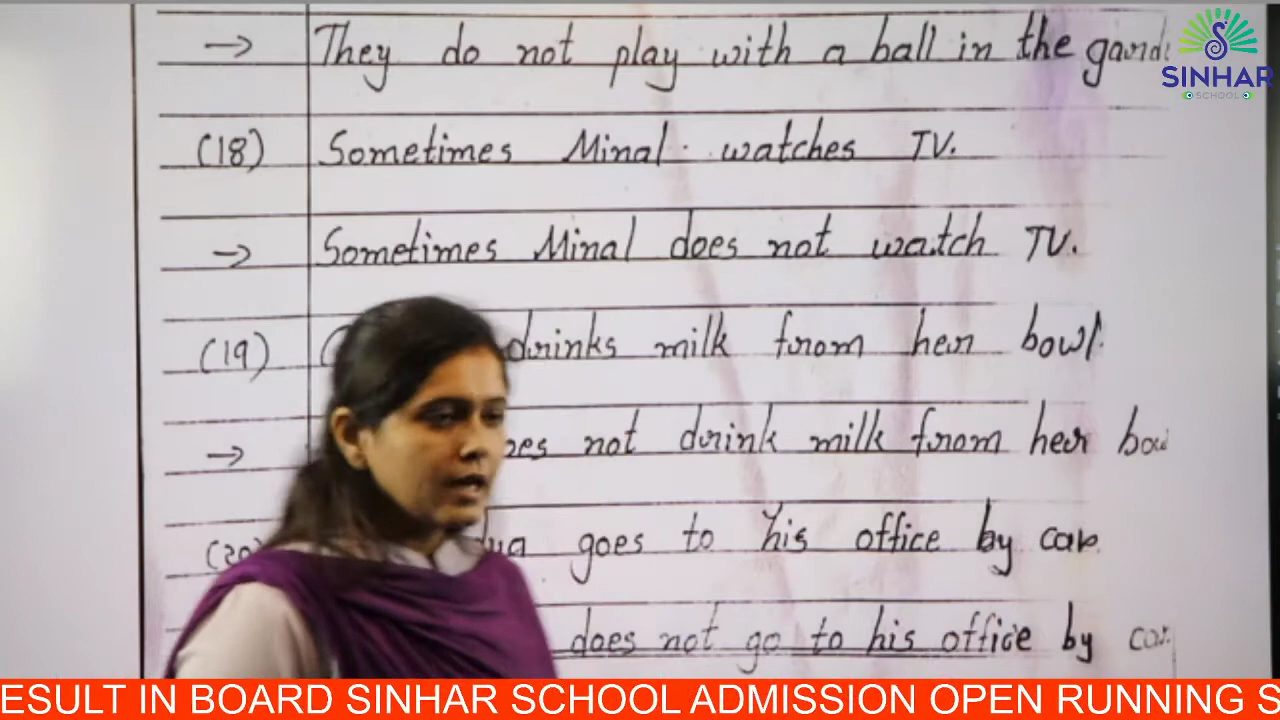 → They do not play with a ball in the
SINHAR
SCHOOL
(18) Sometimes Minal watches TV.
→ Sometimes Minal does not watch TV.
(19) drinks milk from her bowl.
→ not drink milk from her
(20) goes to his office by car.
does not go to his office by car.
ESULT IN BOARD SINHAR SCHOOL ADMISSION OPEN RUNNING S